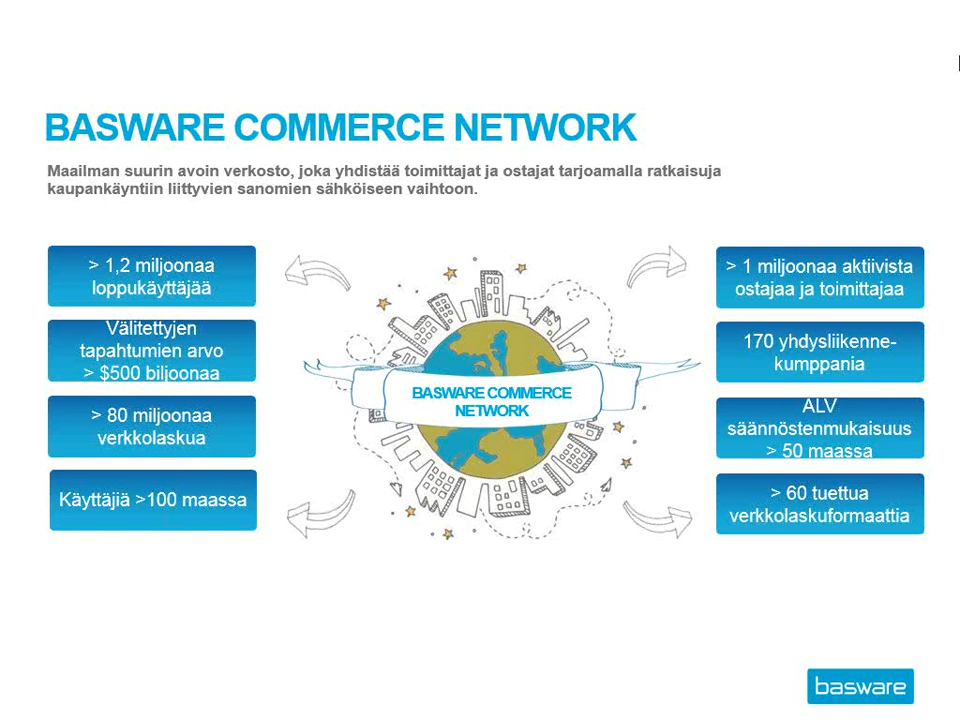 BASWARE COMMERCE NETWORK
Maailman suurin avoin verkosto, joka yhdistää toimittajat ja ostajat tarjoamalla ratkaisuja
kaupankäyntiin liittyvien sanomien sähköiseen vaihtoon.
> 1,2 miljoonaa
loppukäyttäjää
Välitettyjen
tapahtumien arvo
> $500 biljoonaa
> 80 miljoonaa
verkkolaskua
Käyttäjiä >100 maassa
BASWARE COMMERCE
NETWORK
> 1 miljoonaa aktiivista
ostajaa ja toimittajaa
170 yhdysliikenne-
kumppania
ALV
säännöstenmukaisuus
> 50 maassa
> 60 tuettua
verkkolaskuformaattia
basware